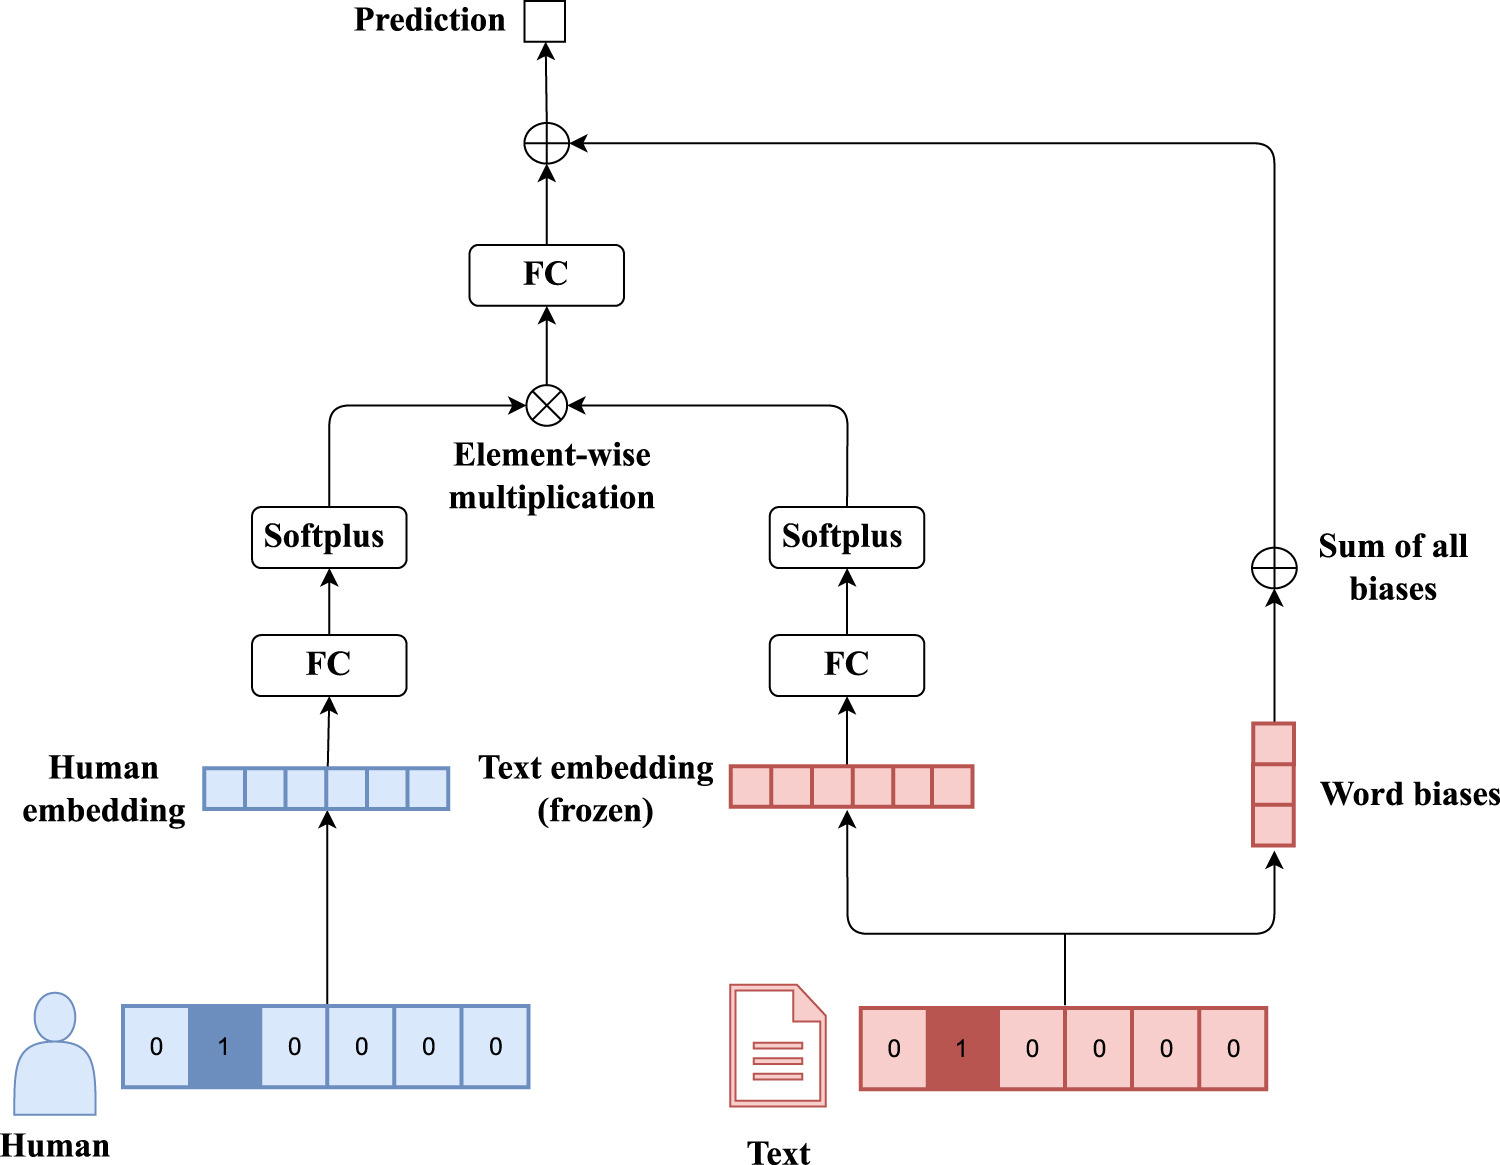 Prediction
FC
Element-wise
multiplication
Softplus
Softplus
Sum of all
biases
FC
FC
Human
embedding
Text embedding
(frozen)
Word biases
0 1 0 0 0 0
0 1 0 0 0 0
Human
Text